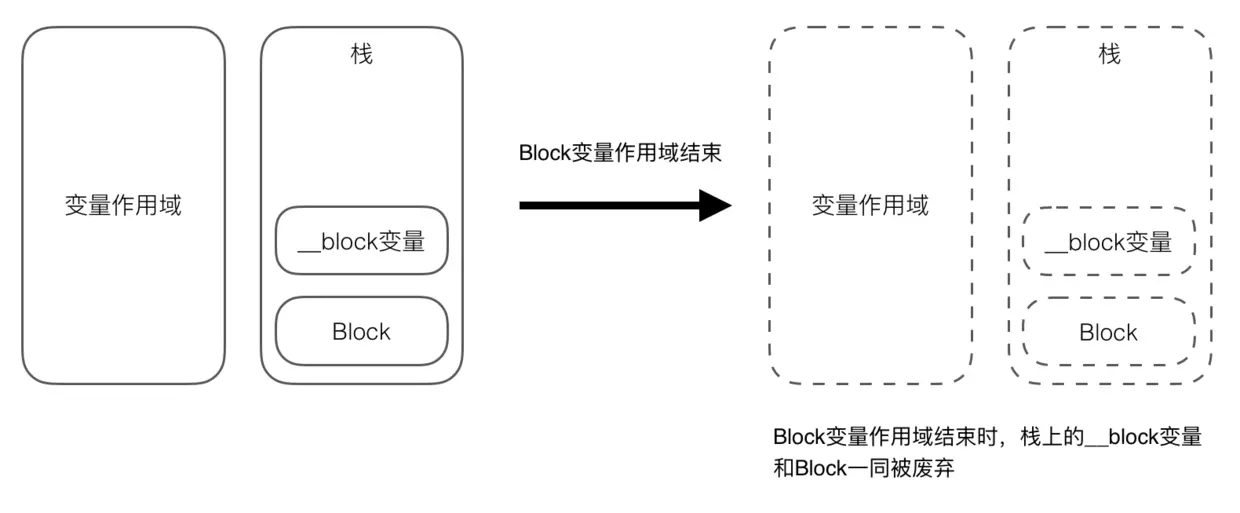 变量作用域
栈
__block变量
Block
Block变量作用域结束
变量作用域
栈
__block变量
Block
Block变量作用域结束时，栈上的__block变量
和Block一同被废弃